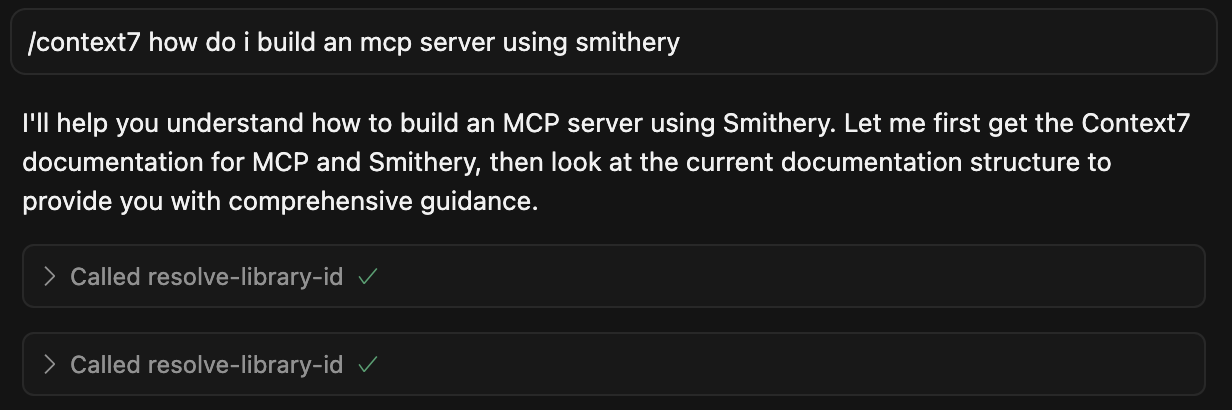 /context7 how do i build an mcp server using smithery
I'll help you understand how to build an MCP server using Smithery. Let me first get the Context7
documentation for MCP and Smithery, then look at the current documentation structure to
provide you with comprehensive guidance.
Called resolve-library-id
Called resolve-library-id